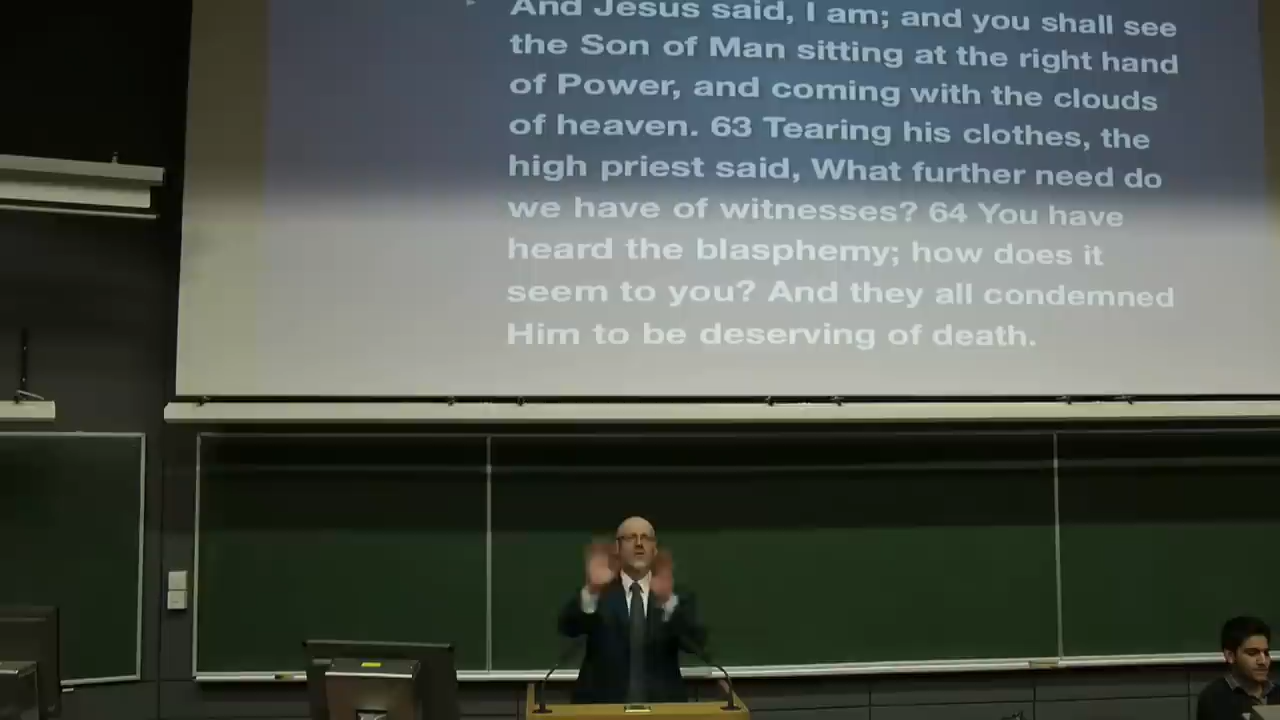 And Jesus said, I am; and you shall see
the Son of Man sitting at the right hand
of Power, and coming with the clouds
of heaven. 63 Tearing his clothes, the
high priest said, What further need do
we have of witnesses? 64 You have
heard the blasphemy; how does it
seem to you? And they all condemned
Him to be deserving of death.